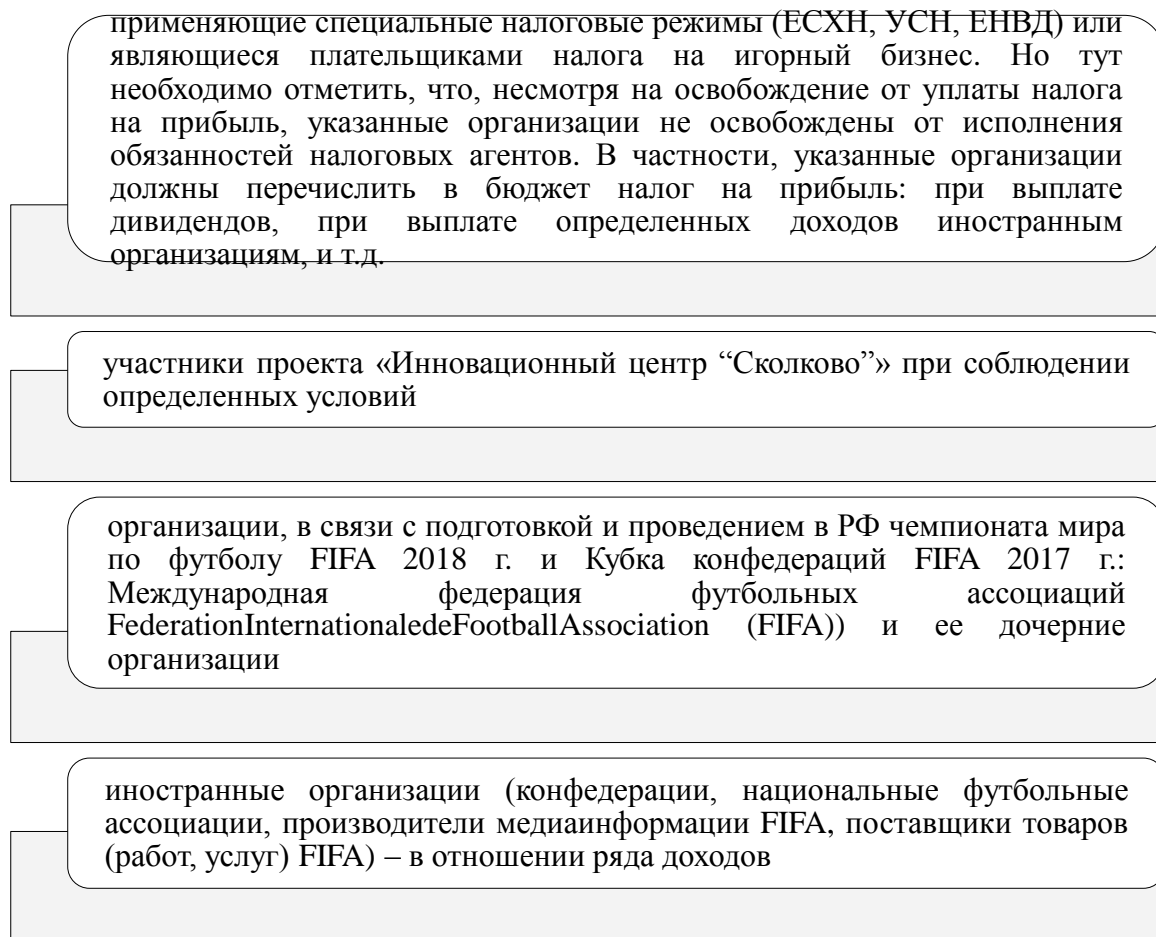 применяющие специальные налоговые режимы (ЕСХН, УСН, ЕНВД) или
являющиеся плательщиками налога на игорный бизнес. Но тут
необходимо отметить, что, несмотря на освобождение от уплаты налога
на прибыль, указанные организации не освобождены от исполнения
обязанностей налоговых агентов. В частности, указанные организации
должны перечислить в бюджет налог на прибыль: при выплате
дивидендов, при выплате определенных доходов иностранным
организациям, и т.д.
участники проекта «Инновационный центр “Сколково”» при соблюдении
определенных условий
организации, в связи с подготовкой и проведением в РФ чемпионата мира
по футболу FIFA 2018 г. и Кубка конфедераций FIFA 2017 г.:
Международная федерация футбольных ассоциаций
FederationInternationaledeFootballAssociation (FIFA)) и ее дочерние
организации
иностранные организации (конфедерации, национальные футбольные
ассоциации, производители медиаинформации FIFA, поставщики товаров
(работ, услуг) FIFA) – в отношении ряда доходов